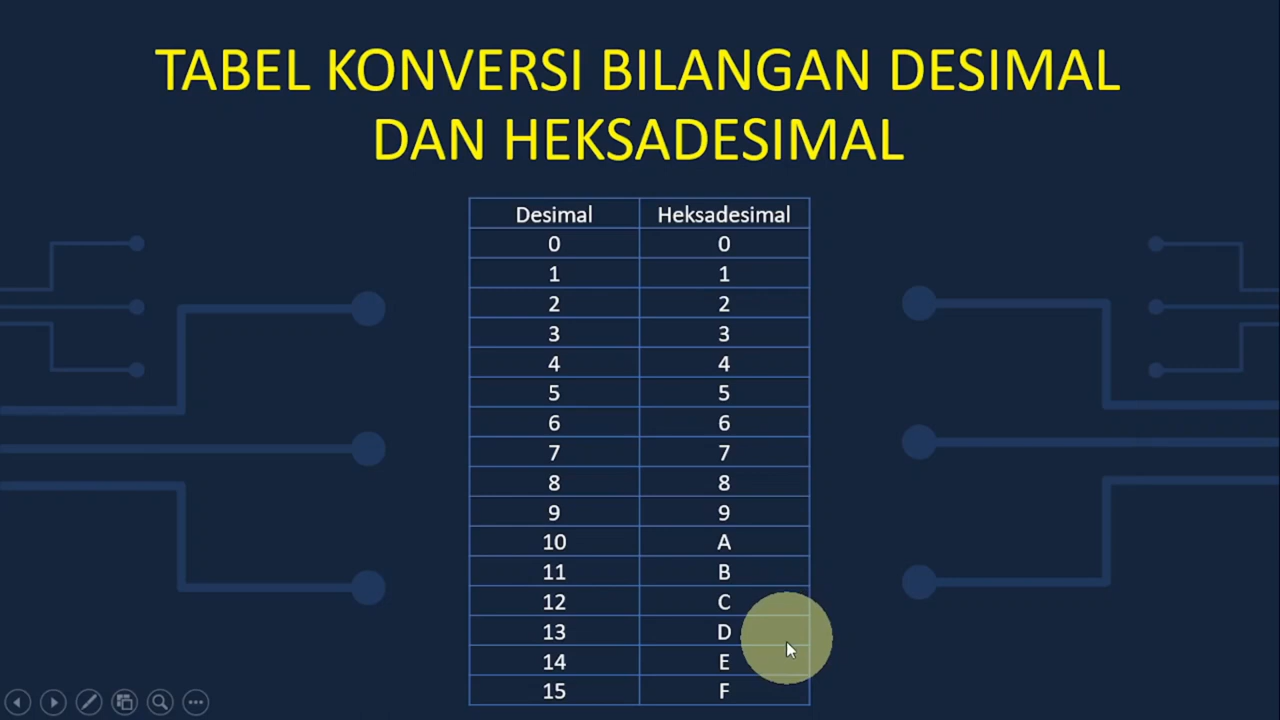 TABEL KONVERSI BILANGAN DESIMAL
DAN HEKSADESIMAL
Desimal Heksadesimal
0 0
1 1
2 2
3 3
4 4
5 5
6 6
7 7
8 8
9 9
10 A
11 B
12 C
13 D
14 E
15 F